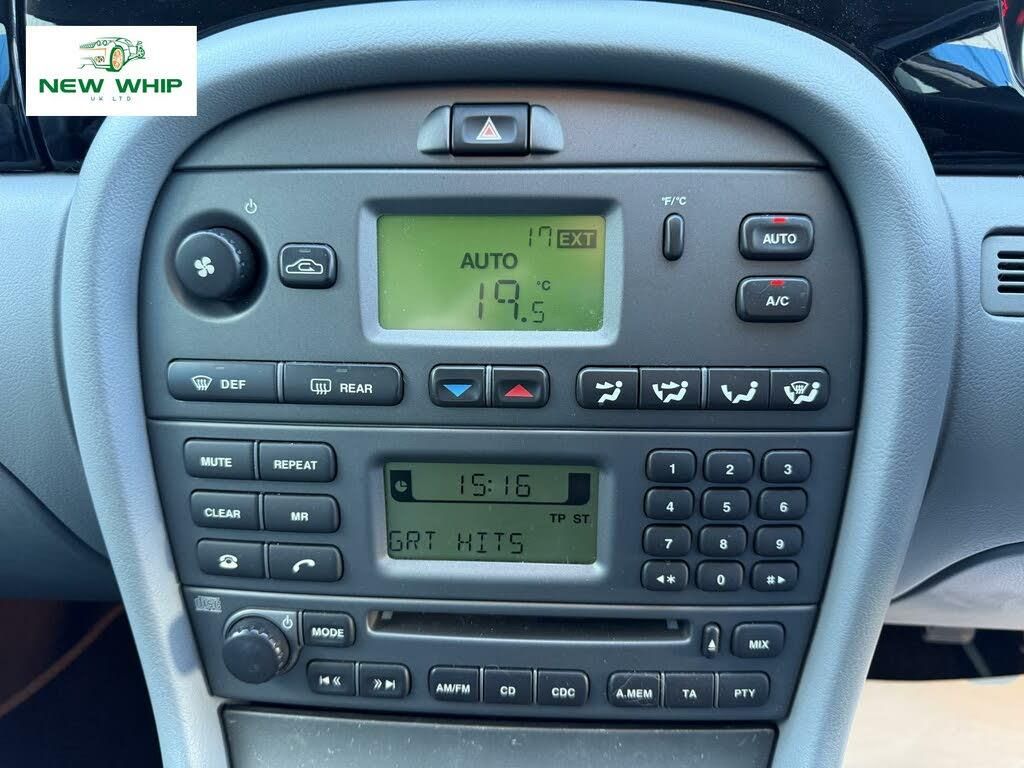 NEW WHIP
UK LTD
°F/°C
17 EXT
AUTO
19.5 °C
AUTO
A/C
DEF
REAR
MUTE
REPEAT
CLEAR
MR
15:16
TP ST
GRT HITS
1 2 3
4 5 6
7 8 9
* 0 #
MODE
MIX
AM/FM
CD
CDC
A.MEM
TA
PTY